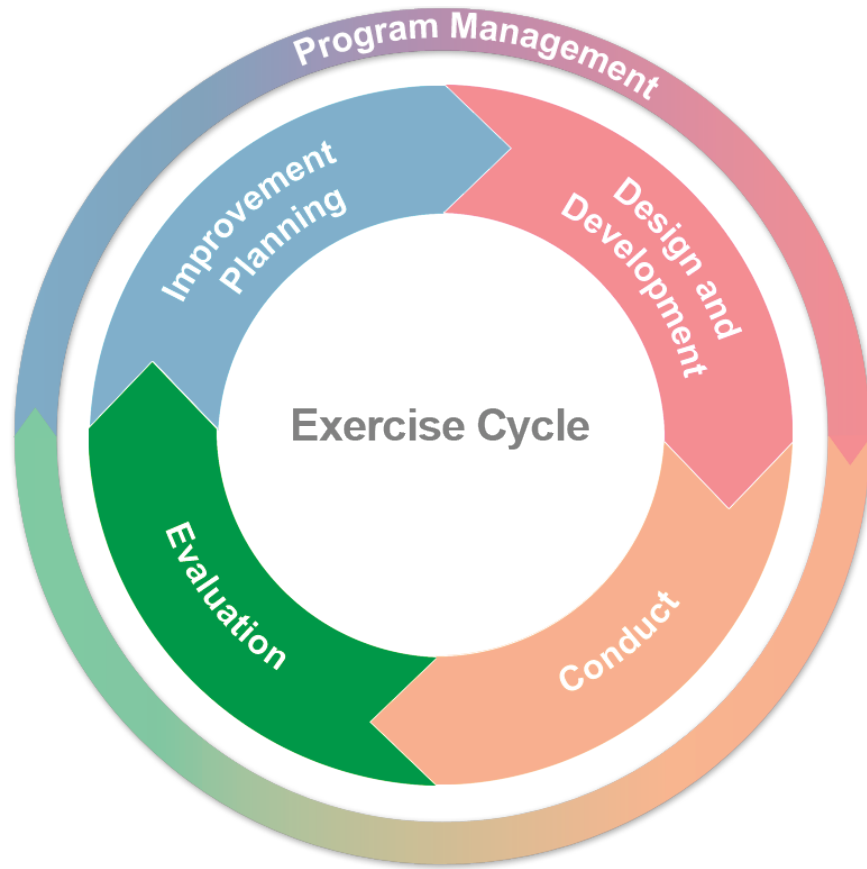 Program Management
Improvement
Planning
Design and
Development
Exercise Cycle
Evaluation
Conduct